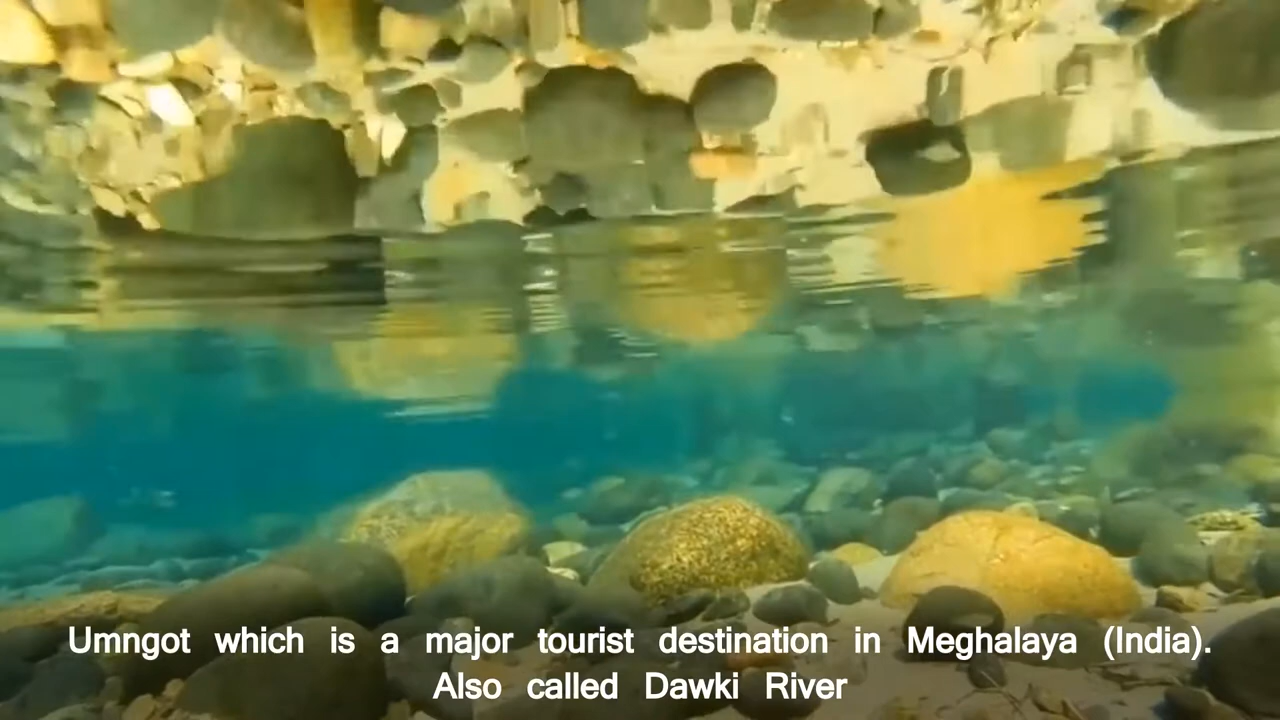 Umngot which is a major tourist destination in Meghalaya (India).
Also called Dawki River